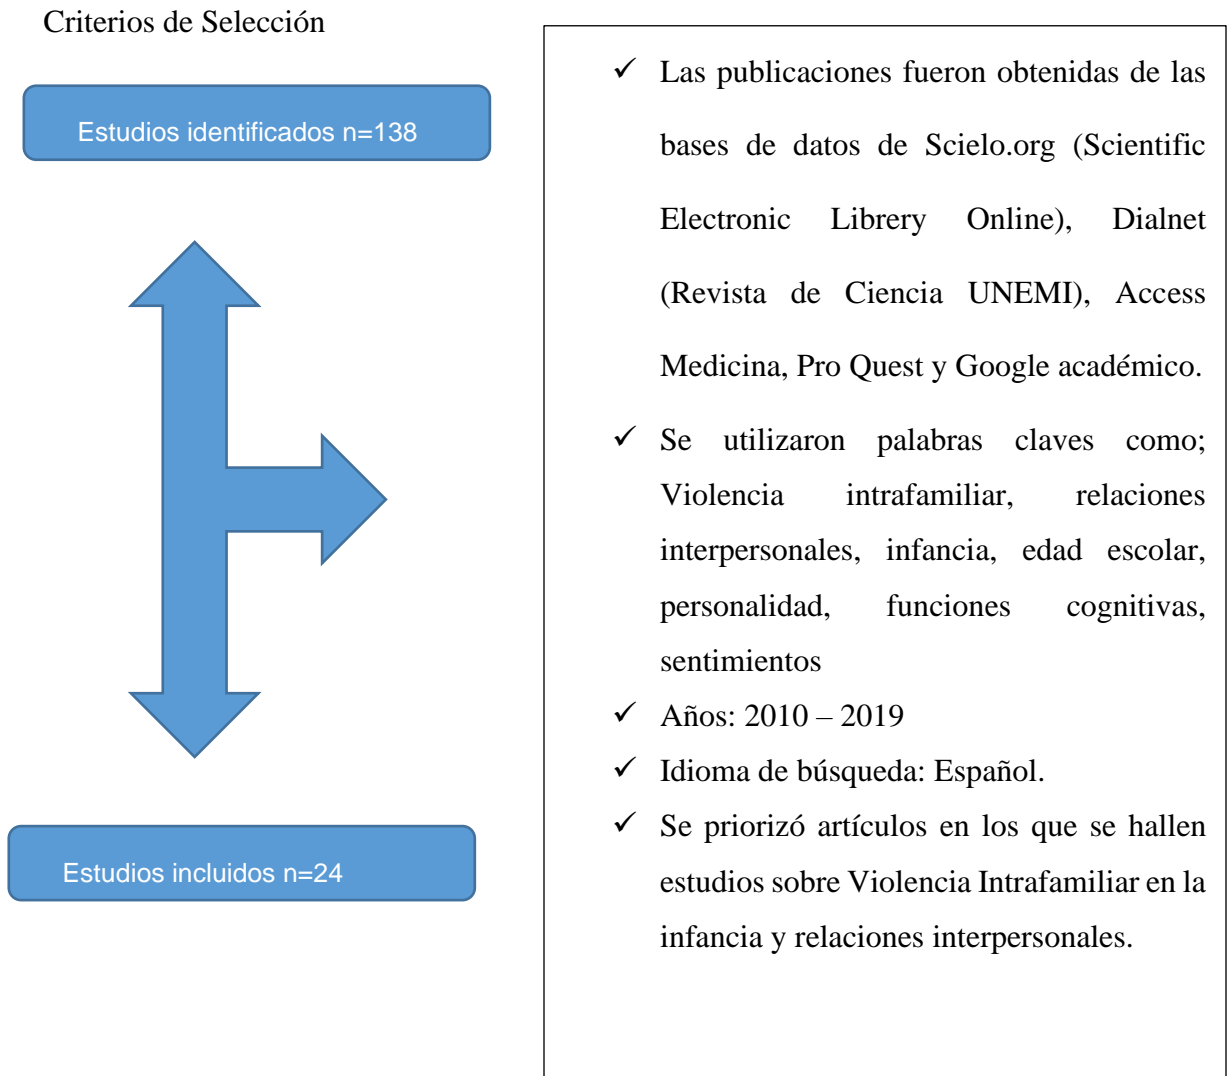 Criterios de Selección
Estudios identificados n=138
Estudios incluidos n=24
✓ Las publicaciones fueron obtenidas de las
bases de datos de Scielo.org (Scientific
Electronic Librery Online), Dialnet
(Revista de Ciencia UNEMI), Access
Medicina, Pro Quest y Google académico.
✓ Se utilizaron palabras claves como;
Violencia intrafamiliar, relaciones
interpersonales, infancia, edad escolar,
personalidad, funciones cognitivas,
sentimientos
✓ Años: 2010 – 2019
✓ Idioma de búsqueda: Español.
✓ Se priorizó artículos en los que se hallen
estudios sobre Violencia Intrafamiliar en la
infancia y relaciones interpersonales.